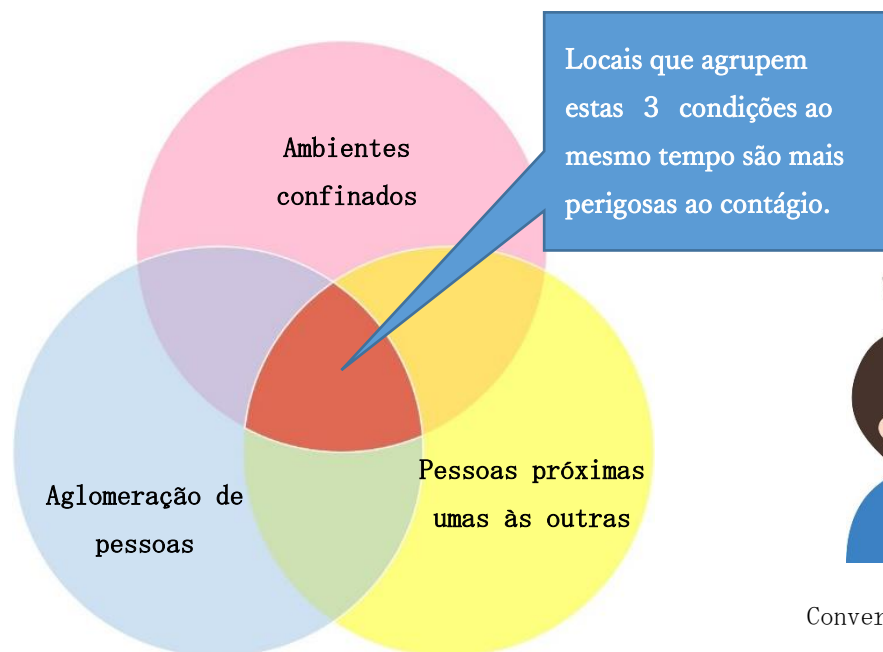 Ambientes
confinados
Locais que agrupem
estas 3 condições ao
mesmo tempo são mais
perigosas ao contágio.
Aglomeração de
pessoas
Pessoas próximas
umas às outras
Conver